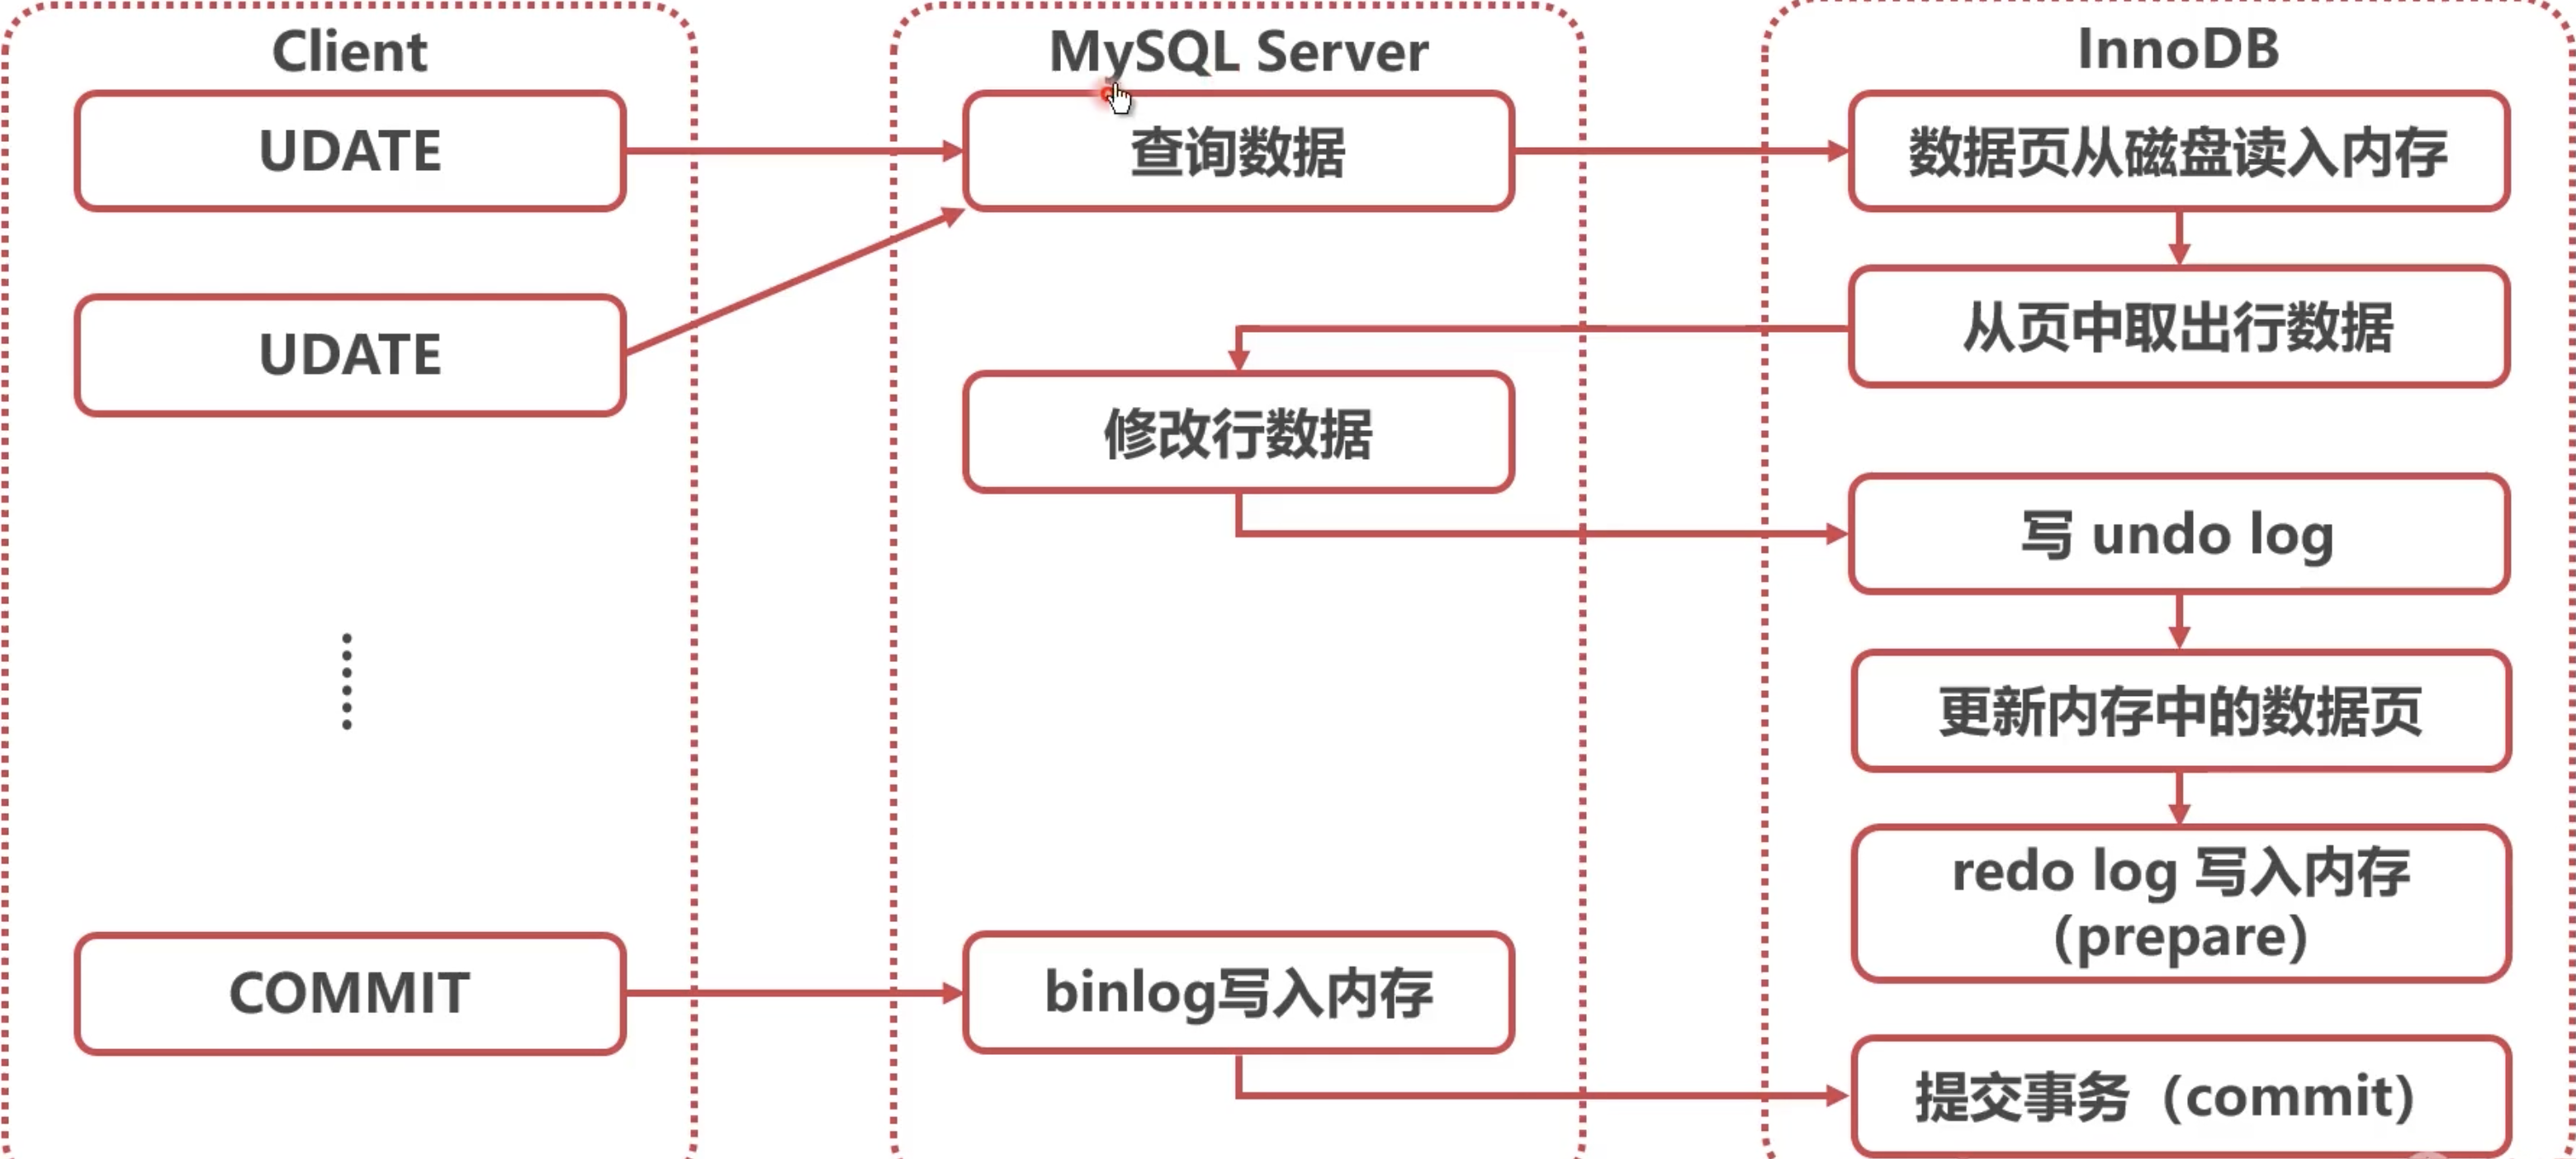 Client
UDATE
UDATE
COMMIT
MySQL Server
查询数据
修改行数据
binlog写入内存
InnoDB
数据页从磁盘读入内存
从页中取出行数据
写 undo log
更新内存中的数据页
redo log 写入内存
（prepare）
提交事务（commit）